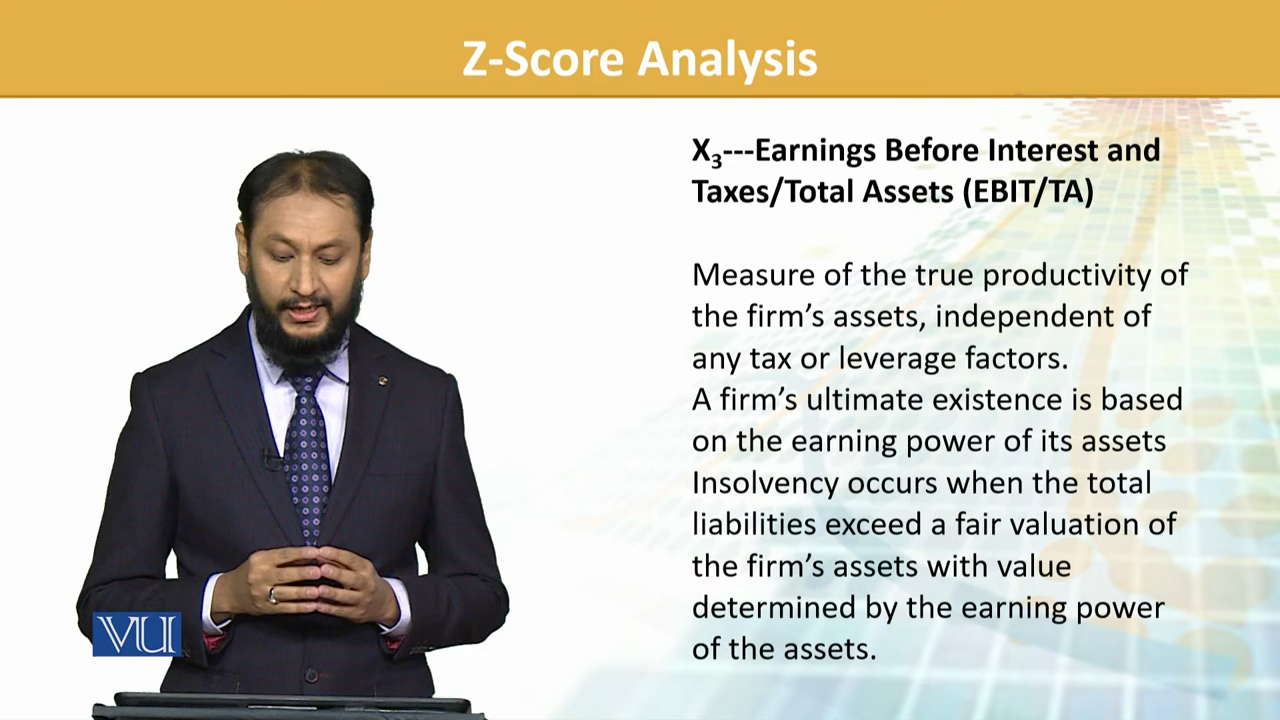 Z-Score Analysis
X₃---Earnings Before Interest and
Taxes/Total Assets (EBIT/TA)
Measure of the true productivity of
the firm’s assets, independent of
any tax or leverage factors.
A firm’s ultimate existence is based
on the earning power of its assets
Insolvency occurs when the total
liabilities exceed a fair valuation of
the firm’s assets with value
determined by the earning power
of the assets.
VU